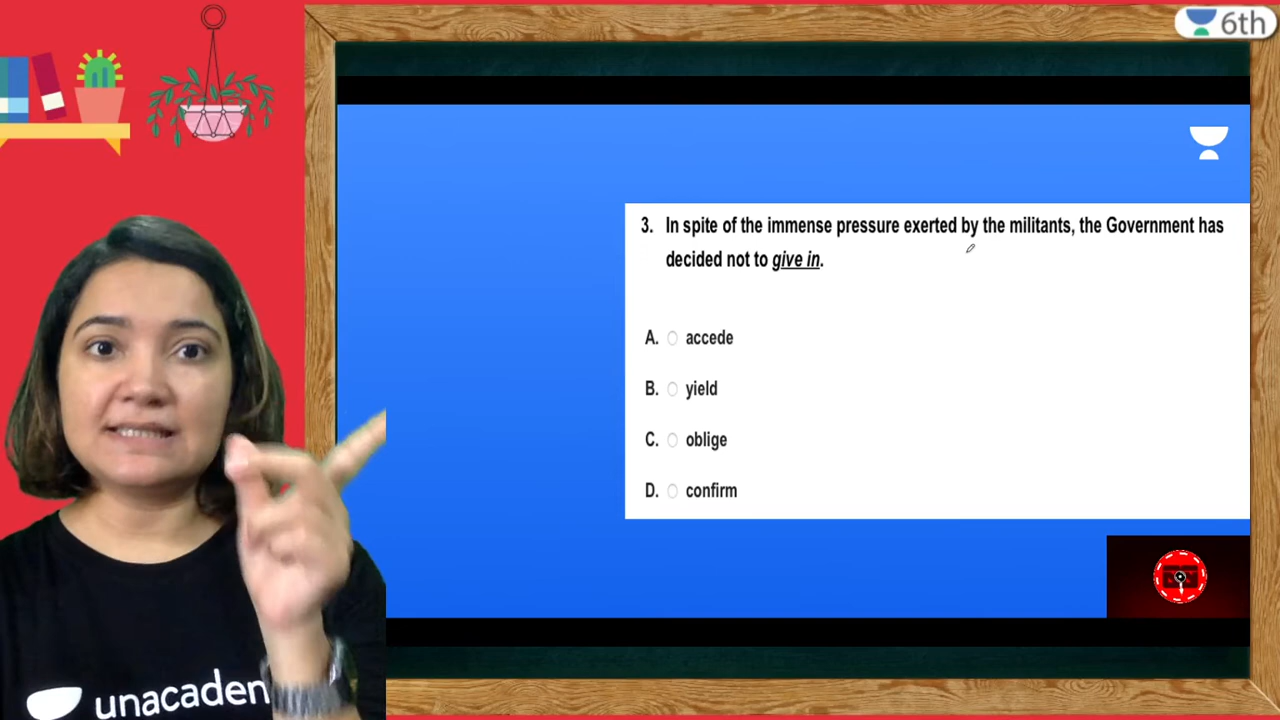 6th
3. In spite of the immense pressure exerted by the militants, the Government has
decided not to give in.
A. accede
B. yield
C. oblige
D. confirm
unacaden